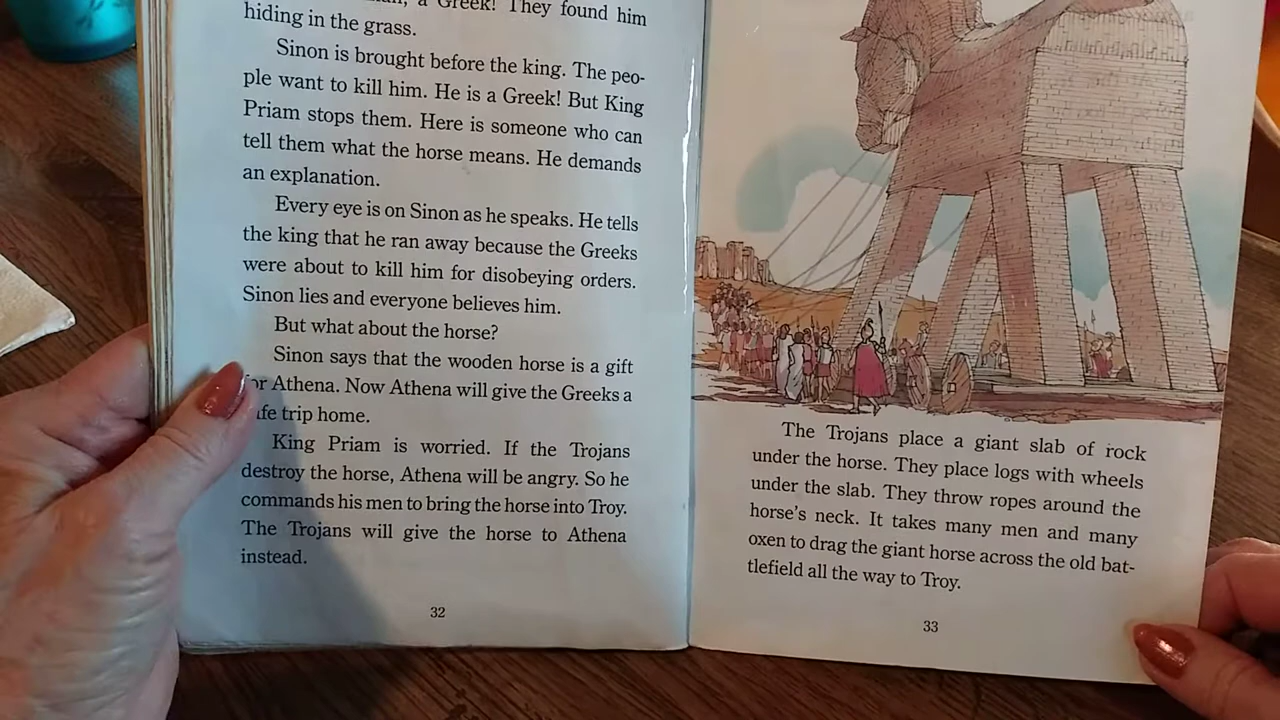 a Greek! They found him
hiding in the grass.
Sinon is brought before the king. The peo-
ple want to kill him. He is a Greek! But King
Priam stops them. Here is someone who can
tell them what the horse means. He demands
an explanation.
Every eye is on Sinon as he speaks. He tells
the king that he ran away because the Greeks
were about to kill him for disobeying orders.
Sinon lies and everyone believes him.
But what about the horse?
Sinon says that the wooden horse is a gift
Athena. Now Athena will give the Greeks a
trip home.
King Priam is worried. If the Trojans
destroy the horse, Athena will be angry. So he
commands his men to bring the horse into Troy.
The Trojans will give the horse to Athena
instead.
32
The Trojans place a giant slab of rock
under the horse. They place logs with wheels
under the slab. They throw ropes around the
horse's neck. It takes many men and many
oxen to drag the giant horse across the old bat-
tlefield all the way to Troy.
33